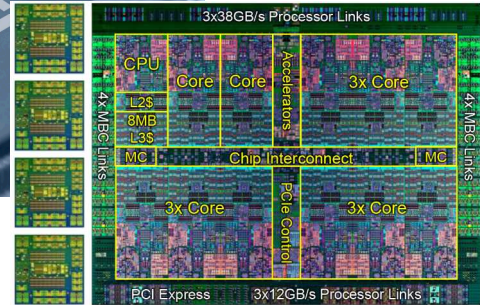 3x38GB/s Processor Links
CPU
Core
Core
Accelerators
3x Core
L2$
8MB
L3$
4x MBC Links
4x MBC Links
MC
Chip Interconnect
MC
3x Core
PCIe Control
3x Core
PCI Express
3x12GB/s Processor Links